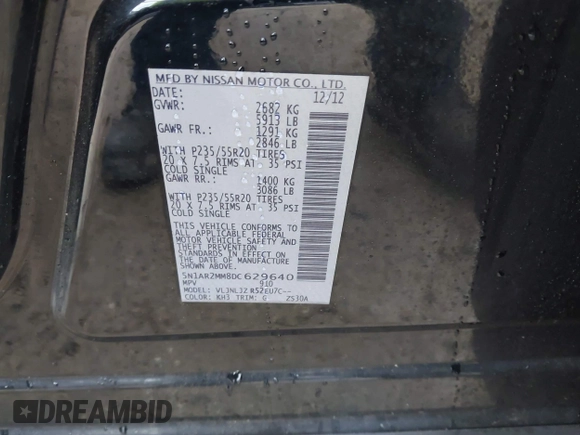 MFD BY NISSAN MOTOR CO., LTD.
DATE: 12/12
GVWR: 2682 KG
5913 LB
GAWR FR.: 1291 KG
2846 LB
WITH P235/55R20 TIRES
20 X 7.5 RIMS AT 35 PSI
COLD SINGLE
GAWR RR.: 1400 KG
3086 LB
WITH P235/55R20 TIRES
20 X 7.5 RIMS AT 35 PSI
COLD SINGLE
THIS VEHICLE CONFORMS TO
ALL APPLICABLE FEDERAL
MOTOR VEHICLE SAFETY AND
THEFT PREVENTION
STANDARDS IN EFFECT ON
THE DATE OF MANUFACTURE
SHOWN ABOVE.
5N1AR2MM8DC629640
MPV 910
MODEL: VLJNLJZ R52EU7C--
COLOR: KH3 TRIM: G ZS30A
DREAMBID